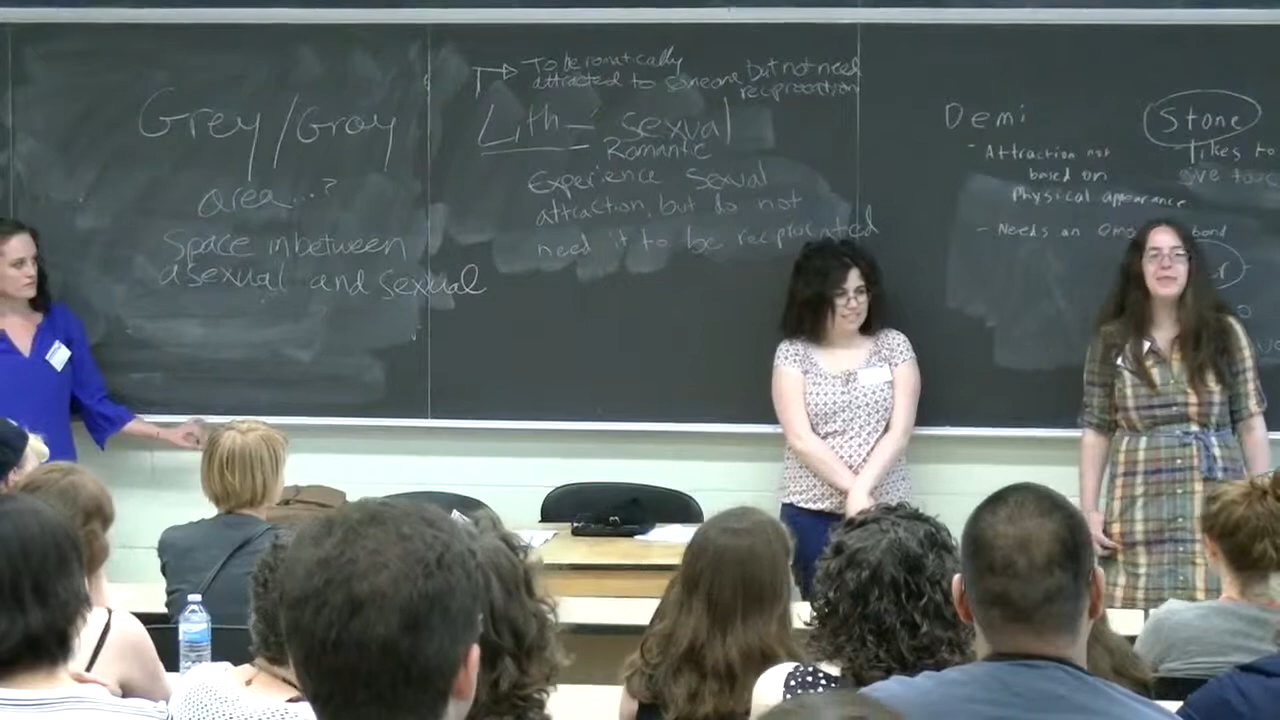 Grey/Gray
area...?
Space inbetween
asexual and sexual
To be romatically
attracted to someone but not need
reciprocation
Lith - sexual
Romantic
Experience sexual
attraction, but do not
need it to be reciprocated
Demi
- Attraction not
based on
Physical appearance
- Needs an bond
Stone
likes to